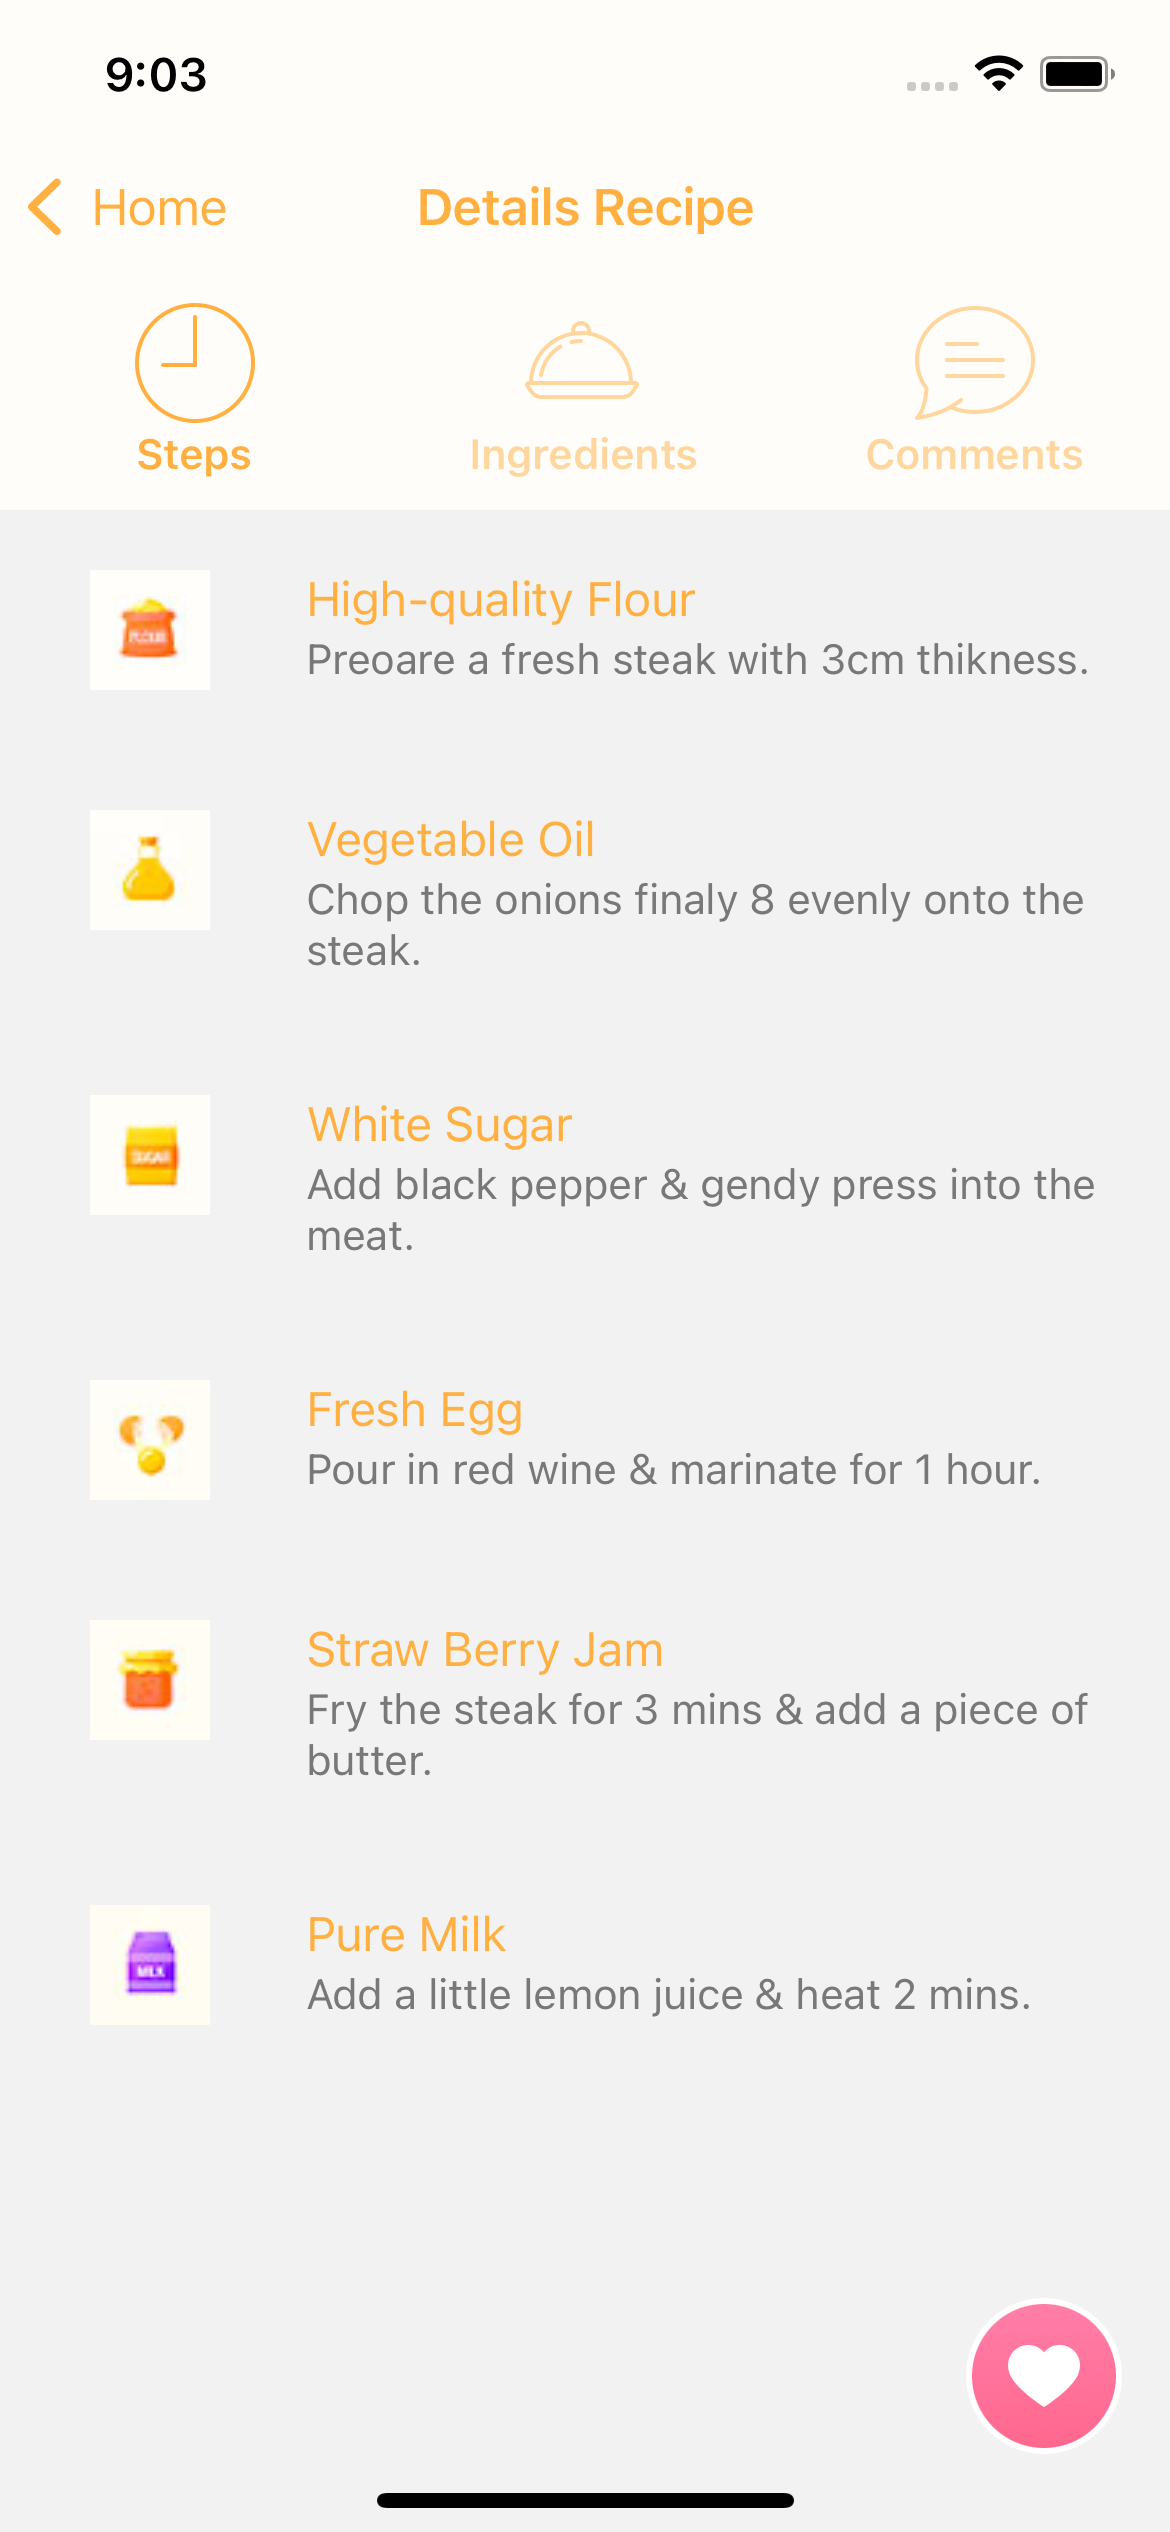 9:03
Home
Details Recipe
Steps
Ingredients
Comments
FLOUR
High-quality Flour
Preoare a fresh steak with 3cm thikness.
Vegetable Oil
Chop the onions finaly 8 evenly onto the
steak.
SUGAR
White Sugar
Add black pepper & gendy press into the
meat.
Fresh Egg
Pour in red wine & marinate for 1 hour.
Straw Berry Jam
Fry the steak for 3 mins & add a piece of
butter.
MILK
Pure Milk
Add a little lemon juice & heat 2 mins.